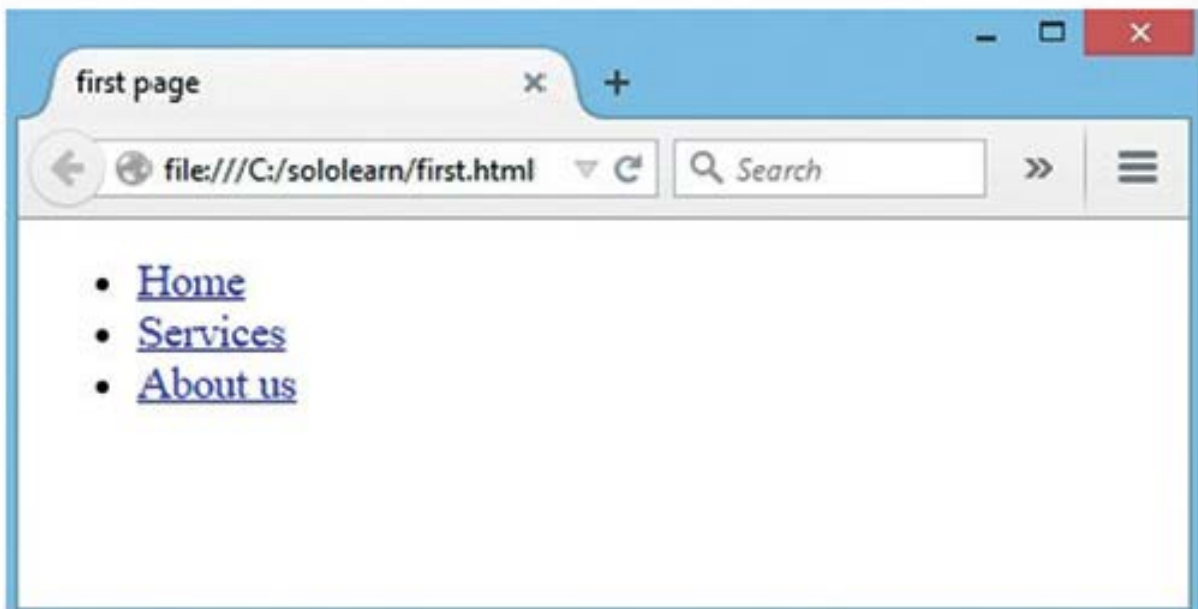 first page
file:///C:/sololearn/first.html
Search
Home
Services
About us